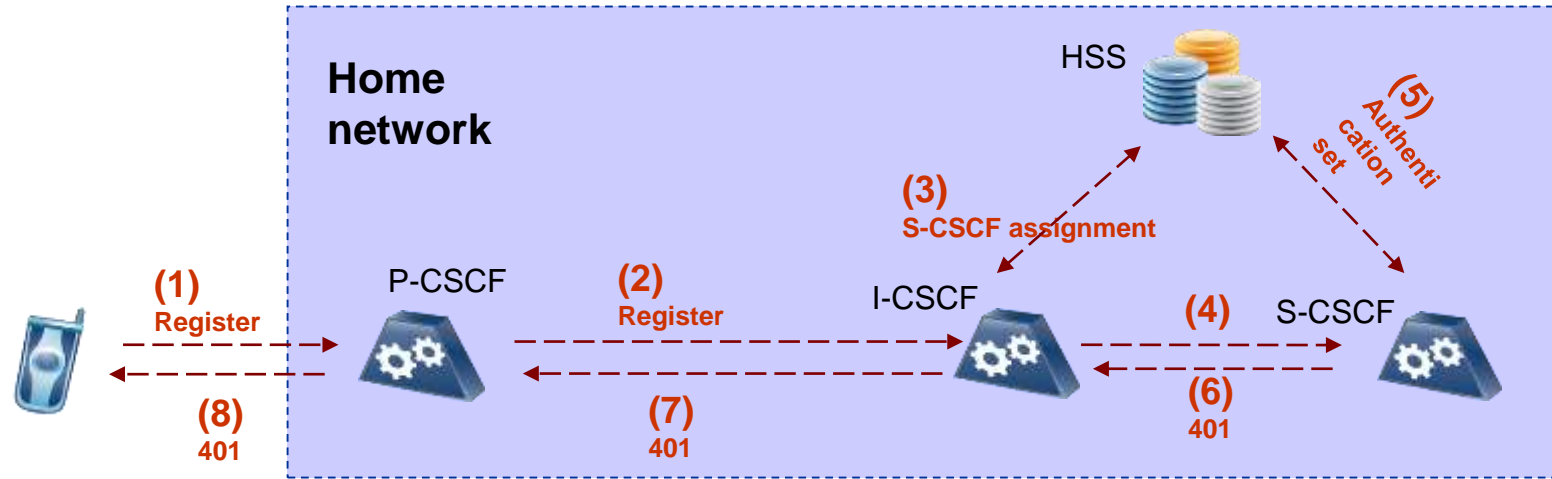 Home
network
HSS
(5)
Authenti
cation
set
(3)
S-CSCF assignment
P-CSCF
I-CSCF
S-CSCF
(1)
Register
(2)
Register
(4)
(8)
401
(7)
401
(6)
401